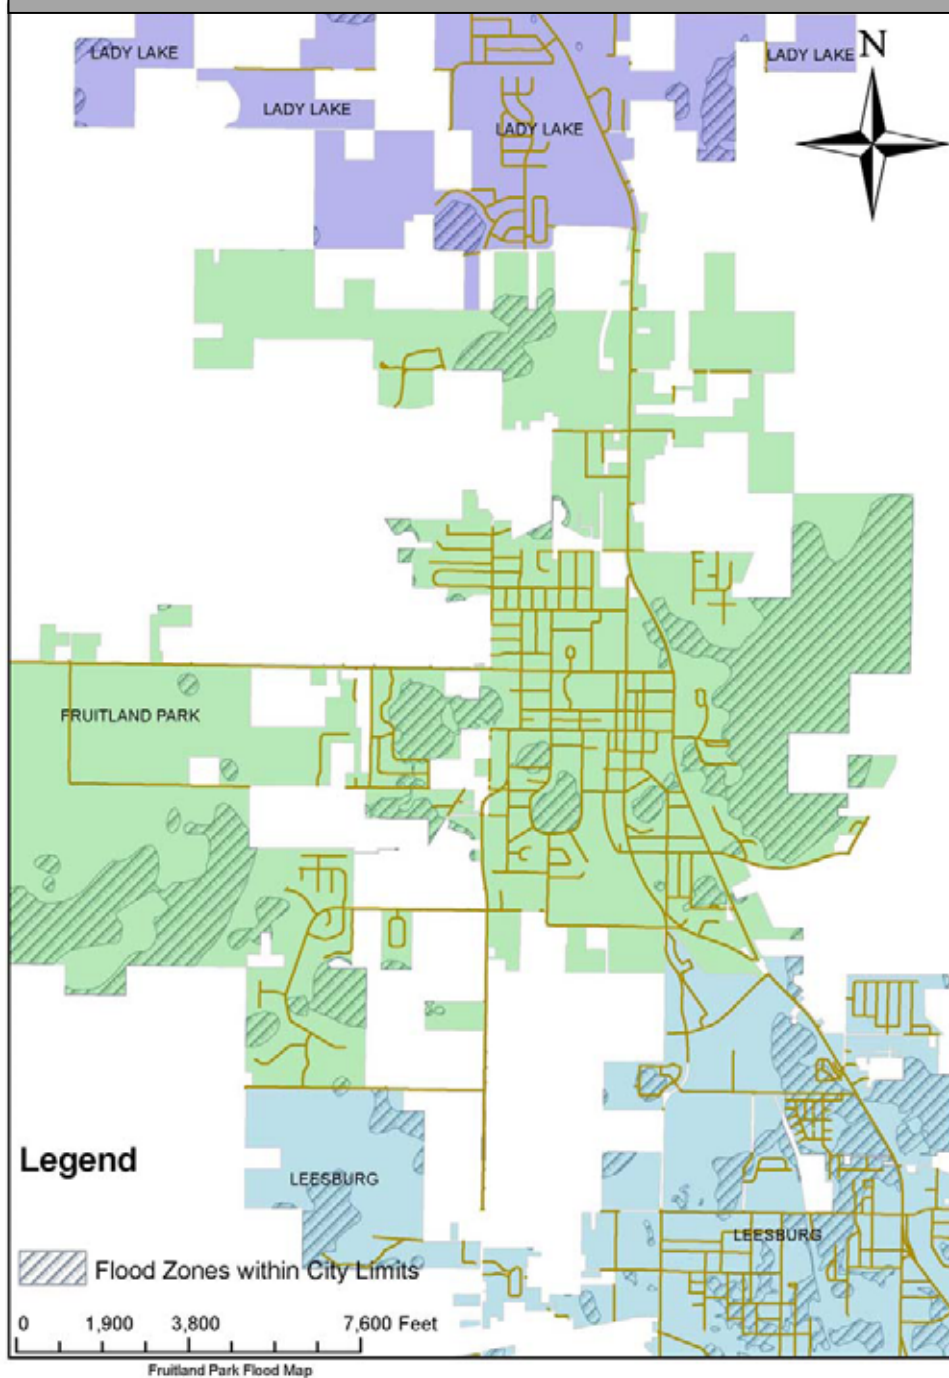 LADY LAKE
LADY LAKE
N
LADY LAKE
LADY LAKE
FRUITLAND PARK
Legend
LEESBURG
LEESBURG
Flood Zones within City Limits
0 1,900 3,800 7,600 Feet
Fruitland Park Flood Map